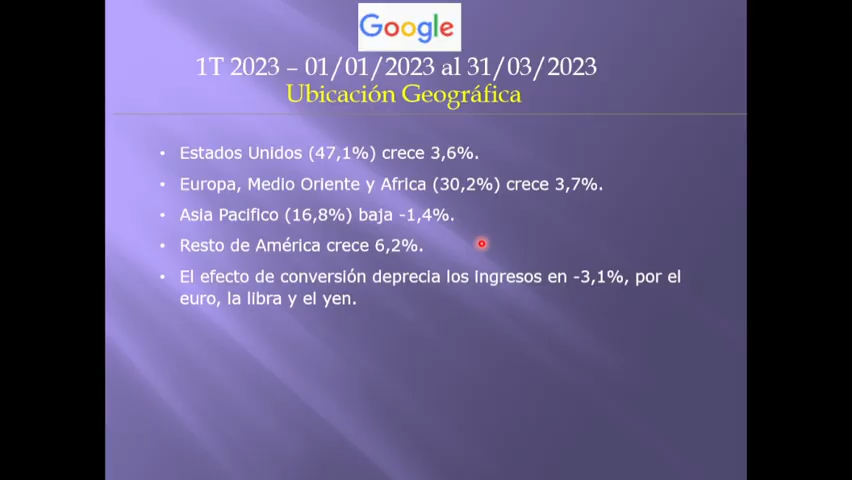 Google
1T 2023 – 01/01/2023 al 31/03/2023
Ubicación Geográfica
• Estados Unidos (47,1%) crece 3,6%.
• Europa, Medio Oriente y Africa (30,2%) crece 3,7%.
• Asia Pacifico (16,8%) baja -1,4%.
• Resto de América crece 6,2%.
• El efecto de conversión deprecia los ingresos en -3,1%, por el
euro, la libra y el yen.